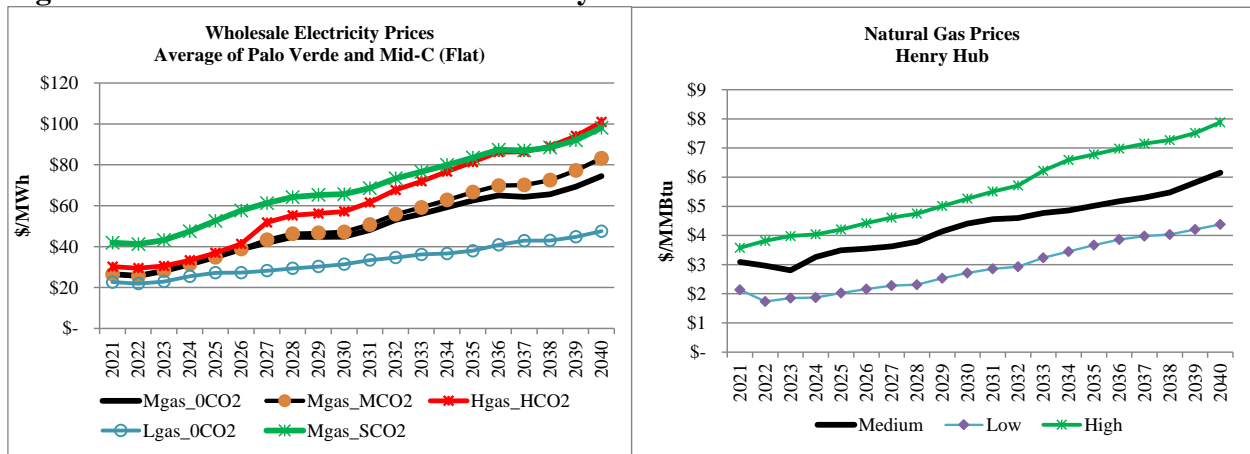 Wholesale Electricity Prices
Average of Palo Verde and Mid-C (Flat)
$/MWh
$120
$100
$80
$60
$40
$20
$-
2021 2022 2023 2024 2025 2026 2027 2028 2029 2030 2031 2032 2033 2034 2035 2036 2037 2038 2039 2040
Mgas_0CO2 Mgas_MCO2 Hgas_HCO2
Lgas_0CO2 Mgas_SCO2
Natural Gas Prices
Henry Hub
$/MMBtu
$9
$8
$7
$6
$5
$4
$3
$2
$1
$-
2021 2022 2023 2024 2025 2026 2027 2028 2029 2030 2031 2032 2033 2034 2035 2036 2037 2038 2039 2040
Medium Low High